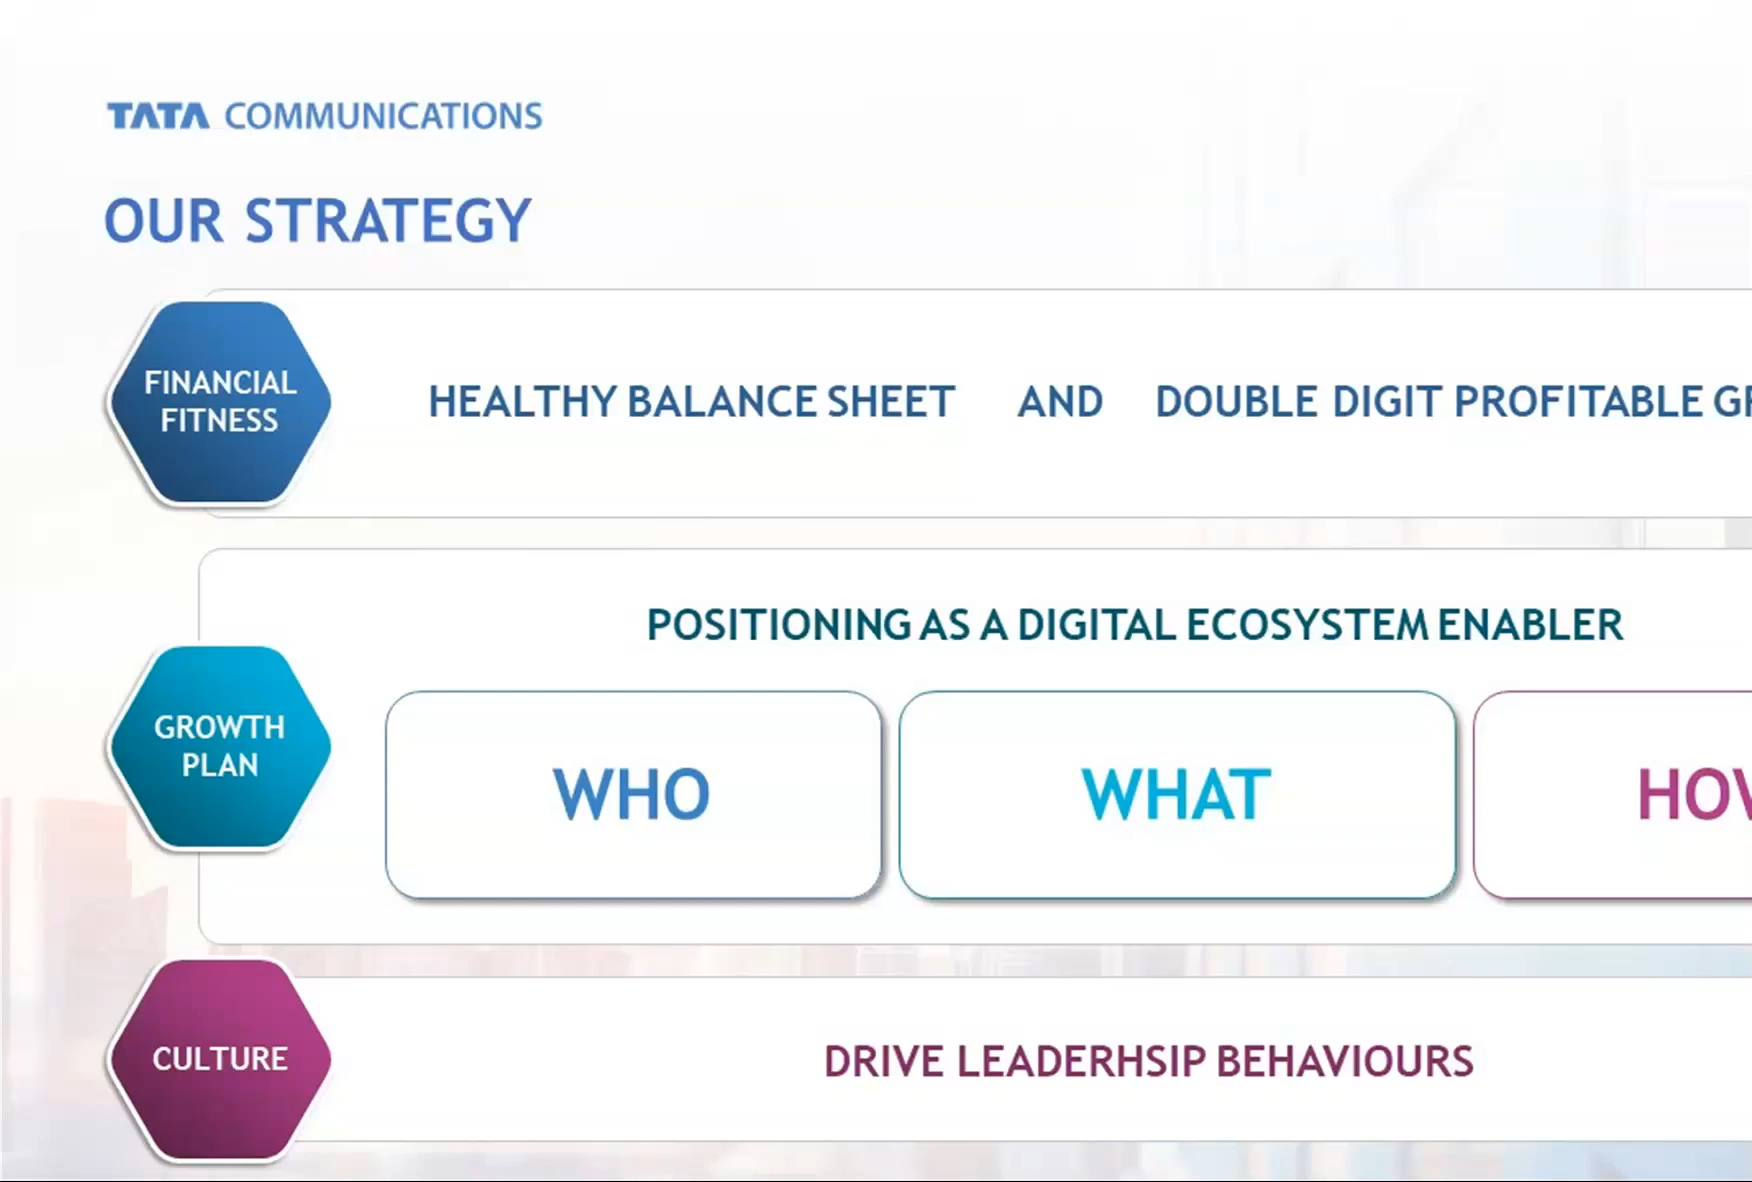 TATA COMMUNICATIONS
OUR STRATEGY
FINANCIAL
FITNESS
HEALTHY BALANCE SHEET AND DOUBLE DIGIT PROFITABLE
POSITIONING AS A DIGITAL ECOSYSTEM ENABLER
GROWTH
PLAN
WHO
WHAT
CULTURE
DRIVE LEADERHSIP BEHAVIOURS